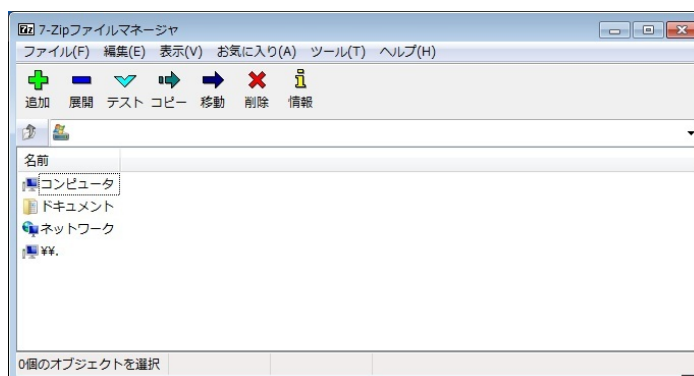 7z 7-Zipファイルマネージャ
ファイル(F) 編集(E) 表示(V) お気に入り(A) ツール(T) ヘルプ(H)
追加 展開 テスト コピー 移動 削除 情報
名前
コンピュータ
ドキュメント
ネットワーク
¥¥.
0個のオブジェクトを選択